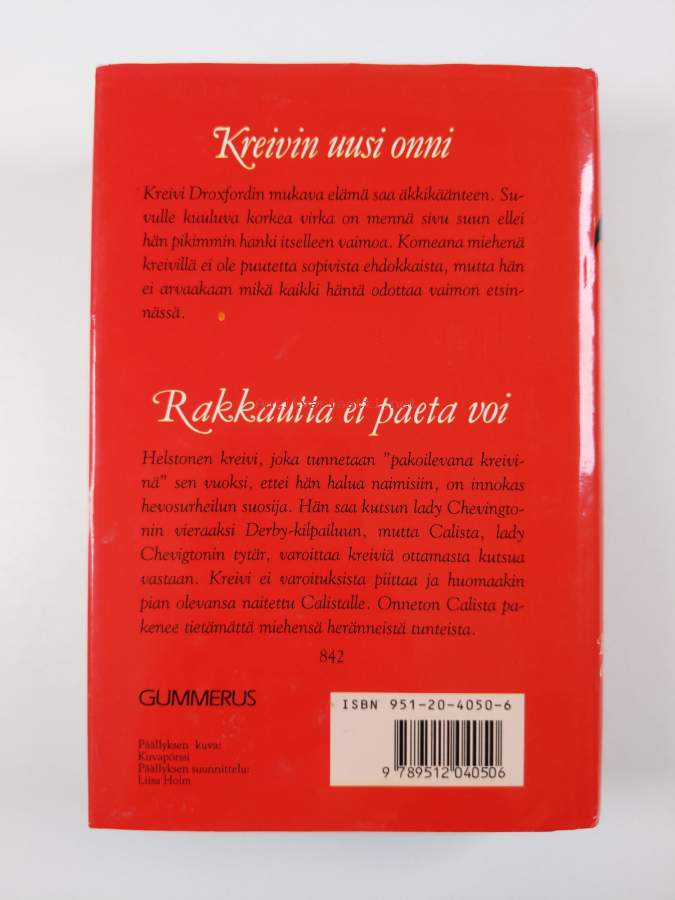 Kreivin uusi onni
Kreivi Droxfordin mukava elämä saa äkkikäänteen. Su-
vulle kuuluva korkea virka on mennä sivu suun ellei
hän pikimmin hanki itselleen vaimoa. Komeana miehenä
kreivillä ei ole puutetta sopivista ehdokkaista, mutta hän
ei arvaakaan mikä kaikki häntä odottaa vaimon etsin-
nässä.
Rakkautta ei paeta voi
Helstonen kreivi, joka tunnetaan "pakoilevana kreivi-
nä" sen vuoksi, ettei hän halua naimisiin, on innokas
hevosurheilun suosija. Hän saa kutsun lady Chevingto-
nin vieraaksi Derby-kilpailuun, mutta Calista, lady
Chevigtonin tytär, varoittaa kreiviä ottamasta kutsua
vastaan. Kreivi ei varoituksista piittaa ja huomaakin
pian olevansa naitettu Calistalle. Onneton Calista pa-
kenee tietämättä miehensä heränneistä tunteista.
842
GUMMERUS
ISBN 951-20-4050-6
9 789512 040506
Päällyksen kuva:
Kuvapörssi
Päällyksen suunnittelu:
Liisa Holm